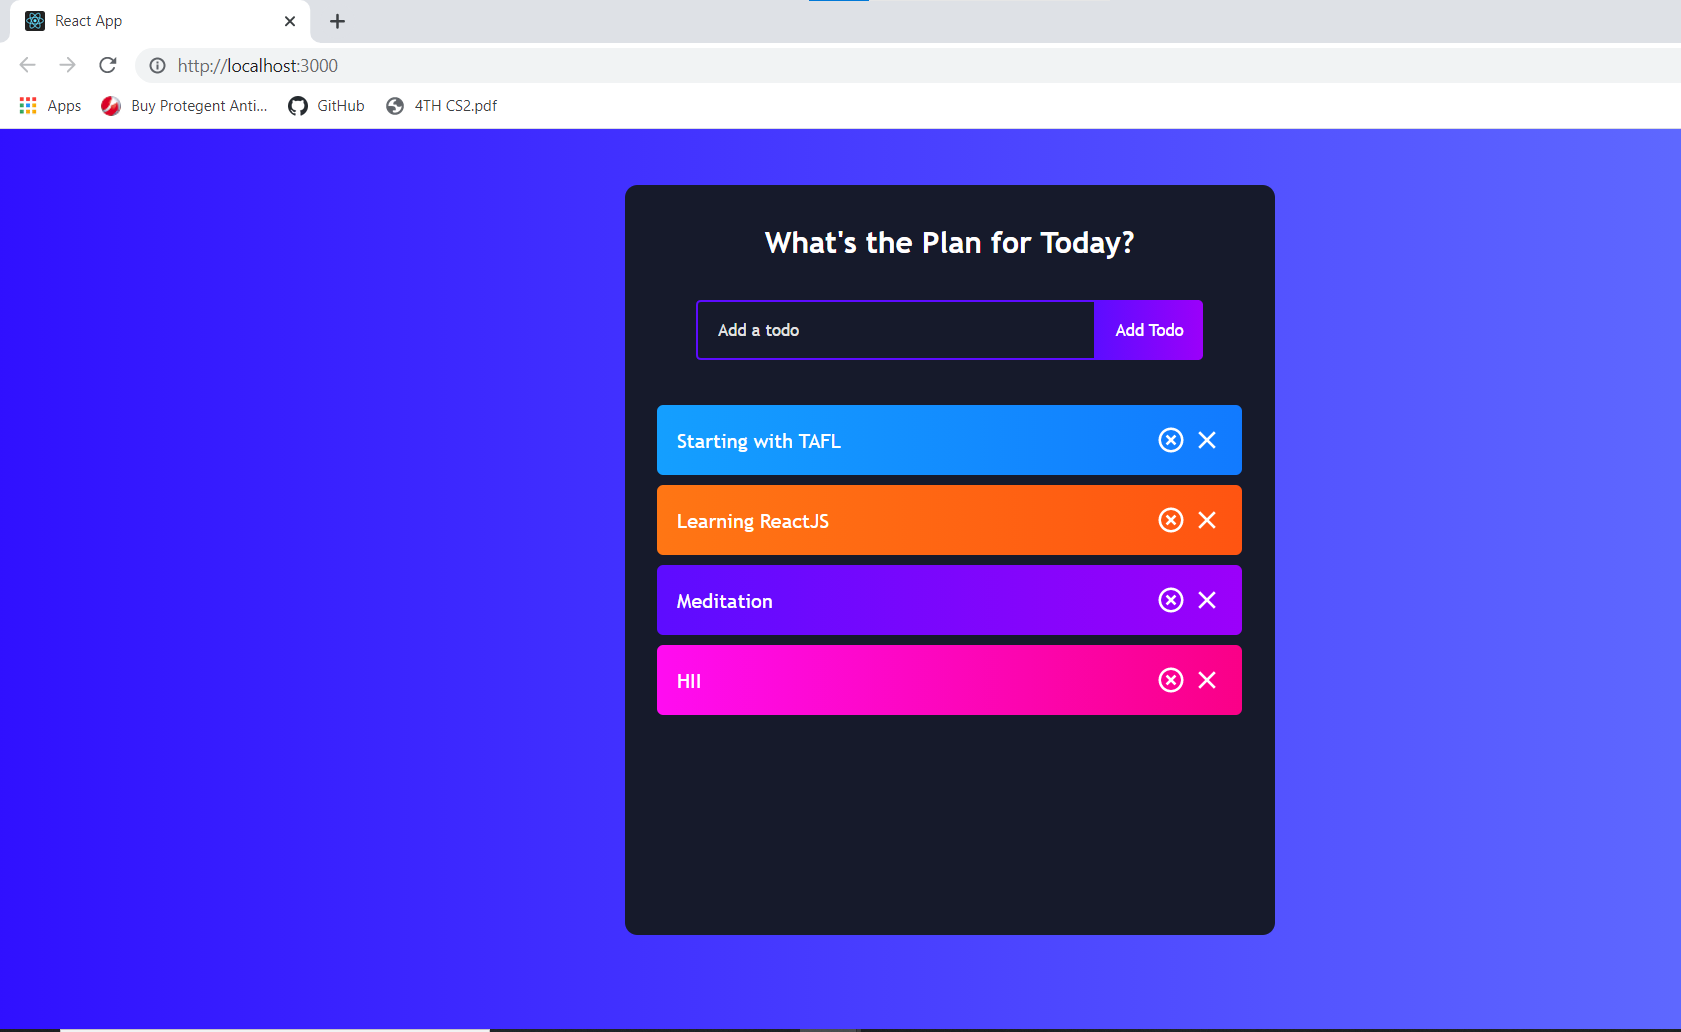 React App
http://localhost:3000
Apps Buy Protegent Anti... GitHub 4TH CS2.pdf
What's the Plan for Today?
Add a todo Add Todo
Starting with TAFL
Learning ReactJS
Meditation
HII